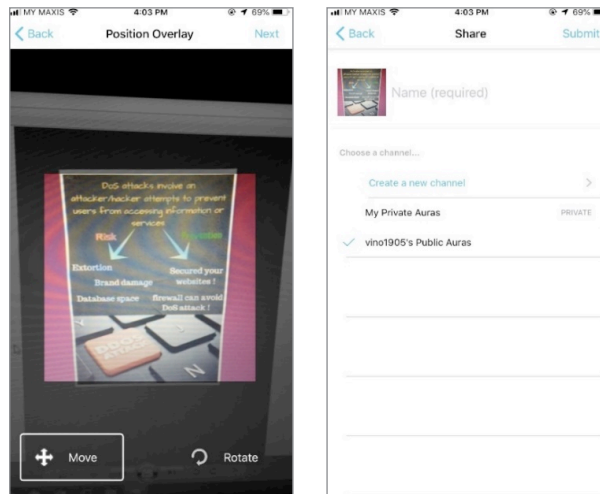 MY MAXIS 4:03 PM 69%
Back Position Overlay Next
DoS attacks involve an
attacker/hacker attempts to prevent
users from accessing information or
services
Risk
Extortion
Secured your
Brand damage
websites !
Database space
firewall can avoid
DoS attack !
DDOS
ATTACK
N
Move Rotate
MY MAXIS 4:03 PM 69%
Back Share Submit
Name (required)
Choose a channel...
Create a new channel
My Private Auras PRIVATE
vino1905's Public Auras